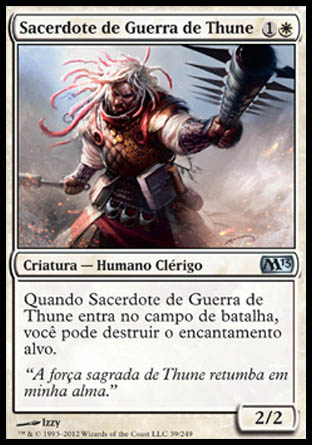 Sacerdote de Guerra de Thune 1
Criatura — Humano Clérigo M13
Quando Sacerdote de Guerra de
Thune entra no campo de batalha,
você pode destruir o encantamento
alvo.
"A força sagrada de Thune retumba em
minha alma."
Izzy
™ & © 1993–2012 Wizards of the Coast LLC 39/249
2/2